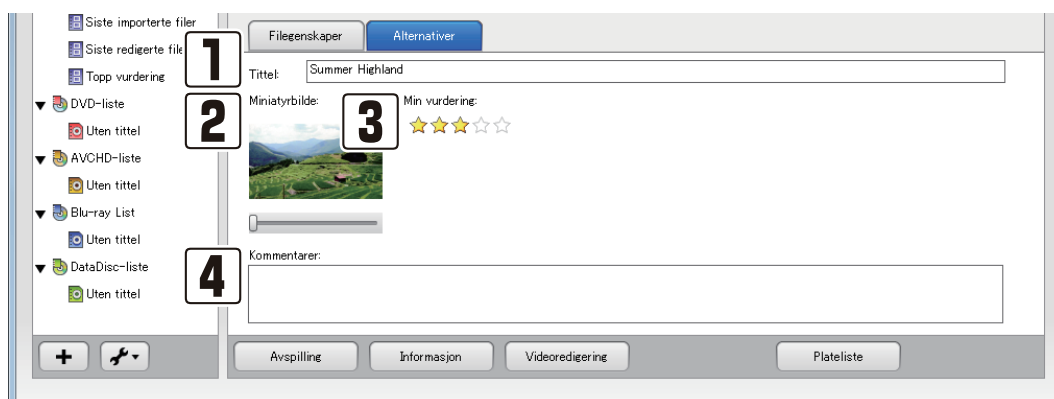 Siste importerte filer
Siste redigerte file
Topp vurdering
DVD-liste
Uten tittel
AVCHD-liste
Uten tittel
Blu-ray List
Uten tittel
DataDisc-liste
Uten tittel
Filegenskaper
Alternativer
1
Tittel:
Summer Highland
2
Miniatyrbilde:
3
Min vurdering:
4
Kommentarer:
Avspilling
Informasjon
Videoredigering
Plateliste